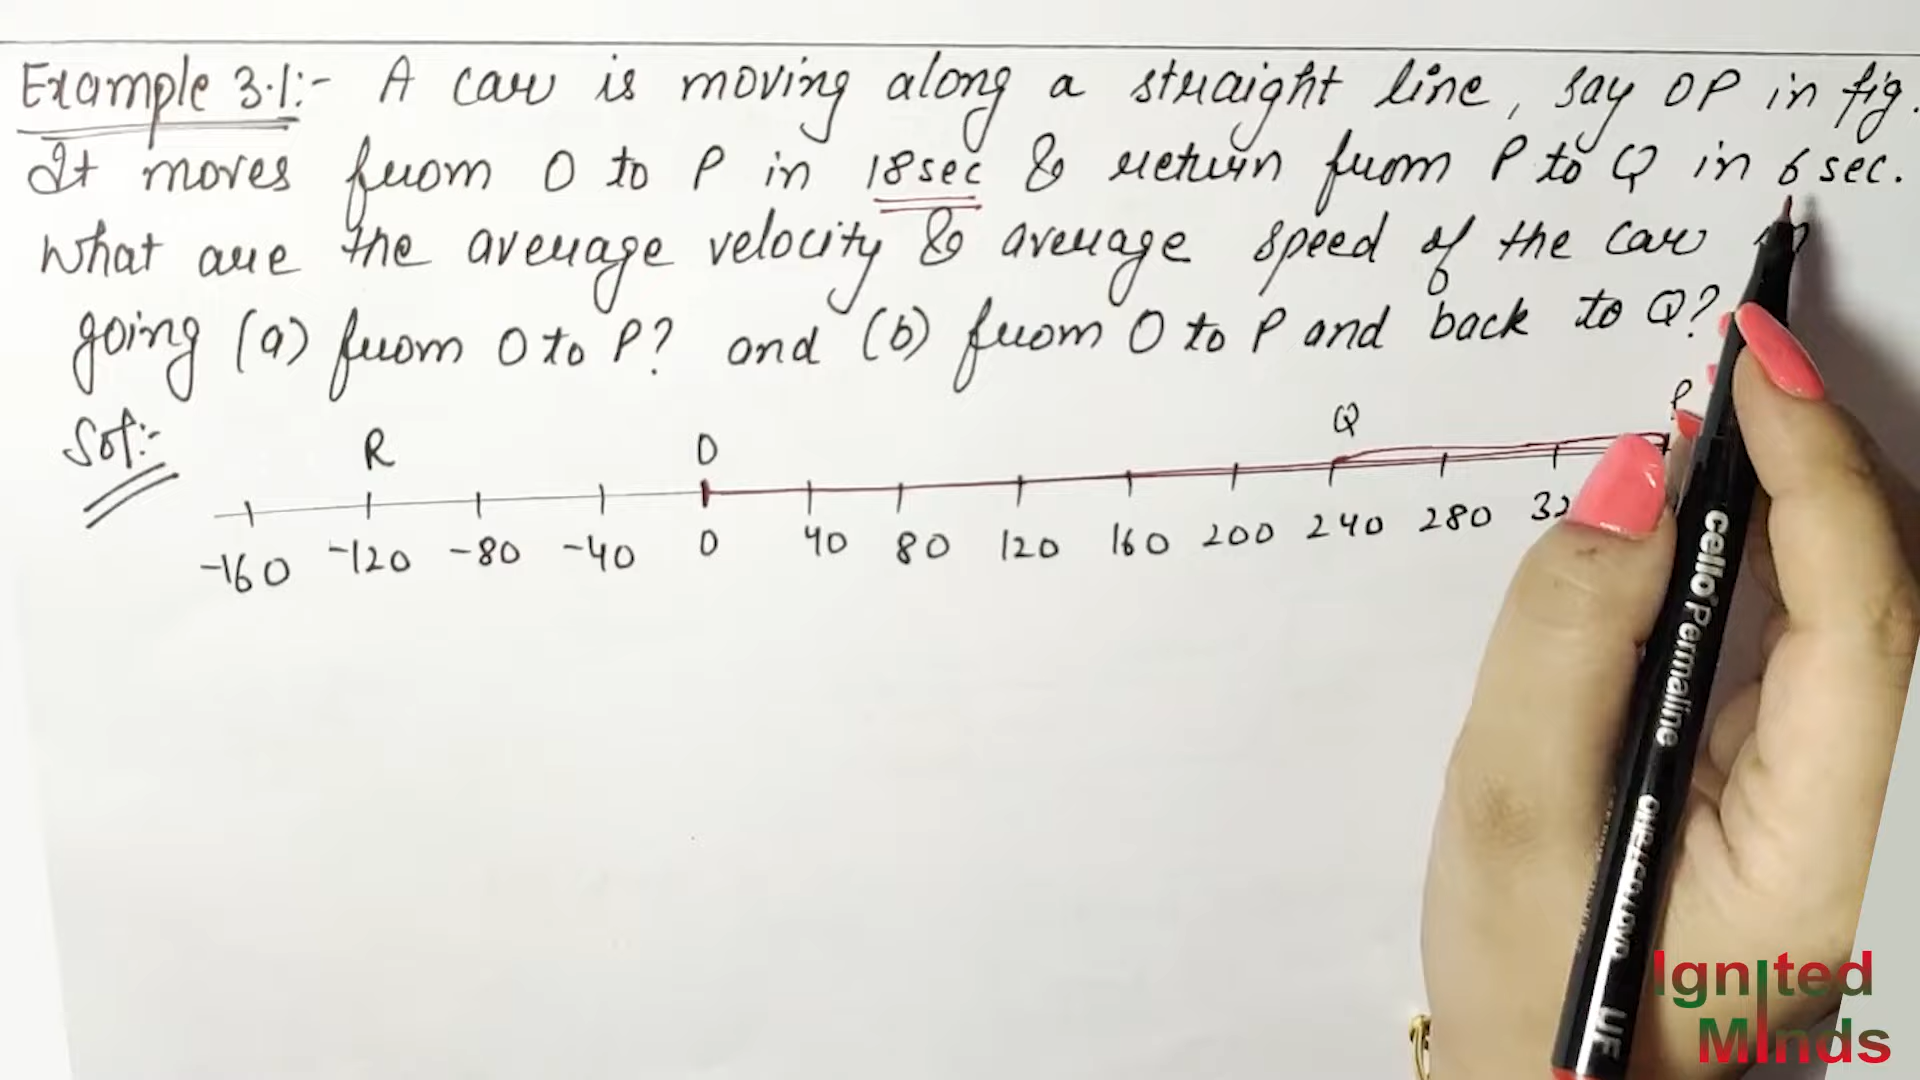 Example 3.1:- A car is moving along a straight line, say OP in fig.
It moves from O to P in 18sec & return from P to Q in 6 sec.
What are the average velocity & average speed of the car in
going (a) from O to P? and (b) from O to P and back to Q?
Sol:-
R O Q P
-160 -120 -80 -40 0 40 80 120 160 200 240 280 32
cello Permaline
Ignited
Minds